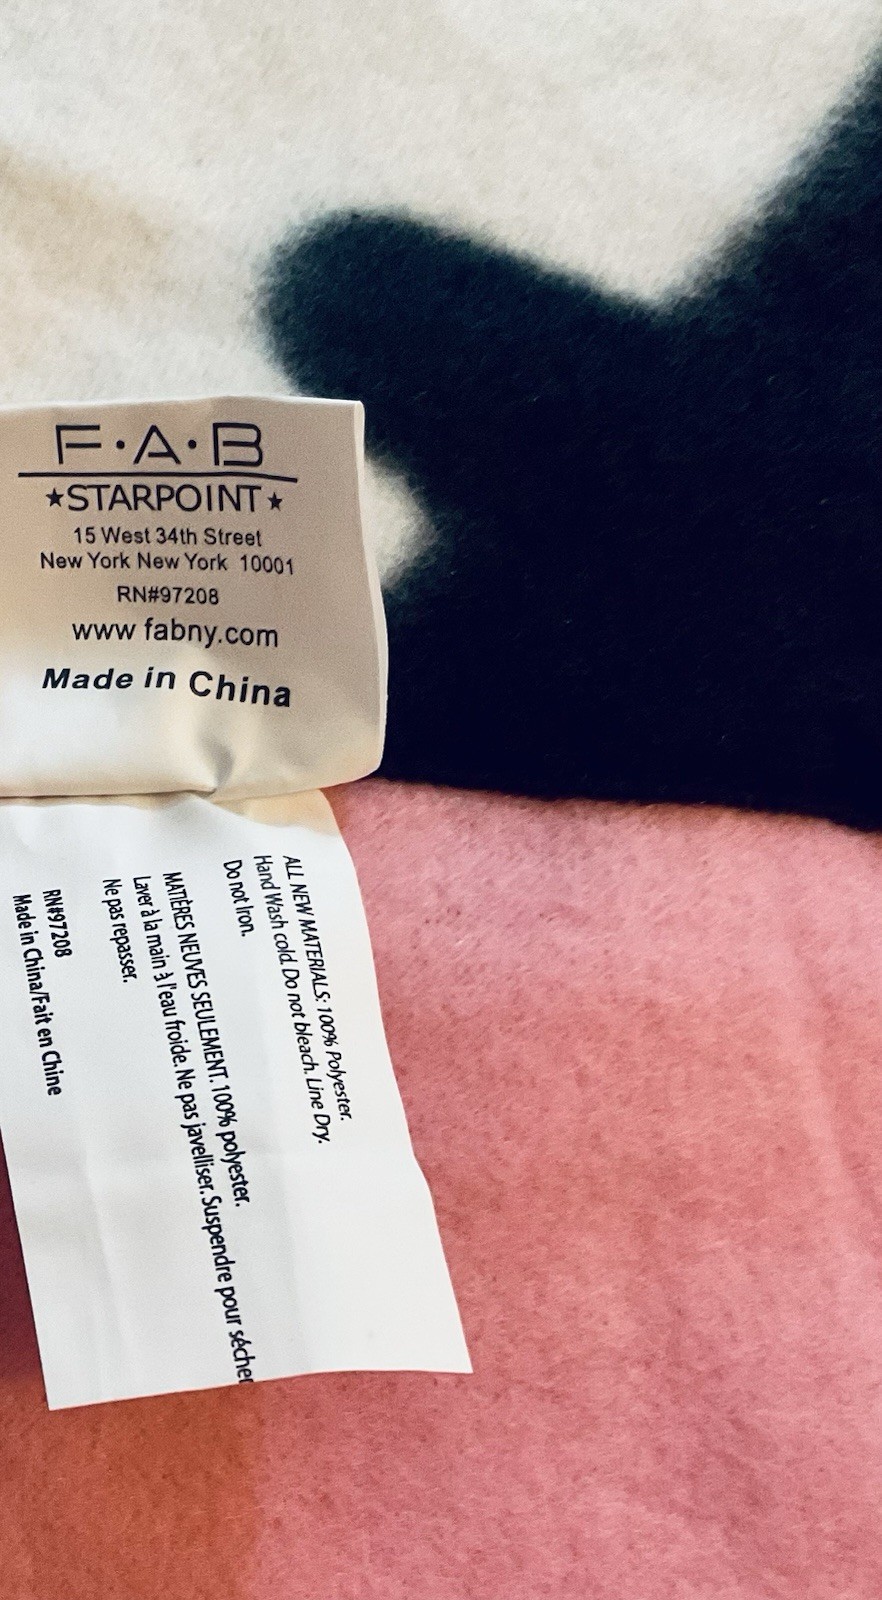 F·A·B
★STARPOINT★
15 West 34th Street
New York New York 10001
RN#97208
www fabny.com
Made in China
ALL NEW MATERIALS: 100% Polyester.
Hand Wash cold. Do not bleach. Line Dry.
Do not Iron.
MATIÈRES NEUVES SEULEMENT. 100% polyester.
Laver à la main à l'eau froide. Ne pas javelliser. Suspendre pour sécher
Ne pas repasser.
RN#97208
Made in China/Fait en Chine